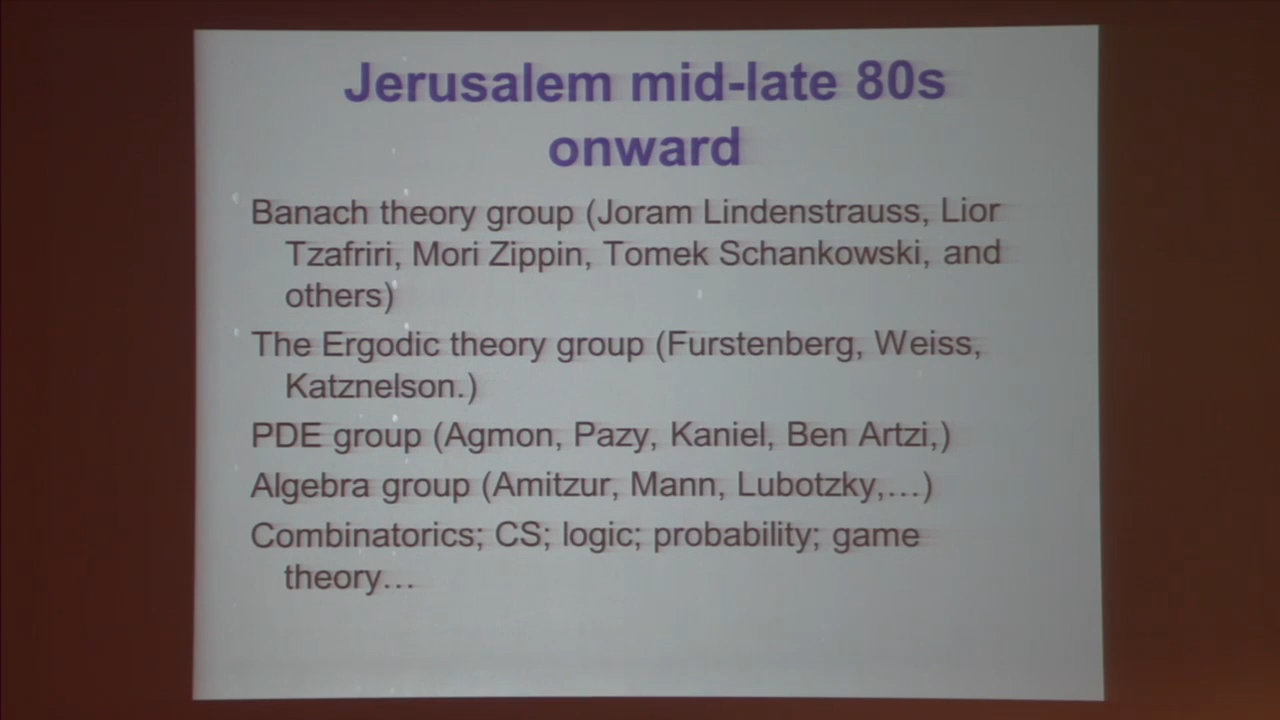 Jerusalem mid-late 80s
onward
Banach theory group (Joram Lindenstrauss, Lior
Tzafriri, Mori Zippin, Tomek Schankowski, and
others)
The Ergodic theory group (Furstenberg, Weiss,
Katznelson.)
PDE group (Agmon, Pazy, Kaniel, Ben Artzi,)
Algebra group (Amitzur, Mann, Lubotzky,…)
Combinatorics; CS; logic; probability; game
theory…